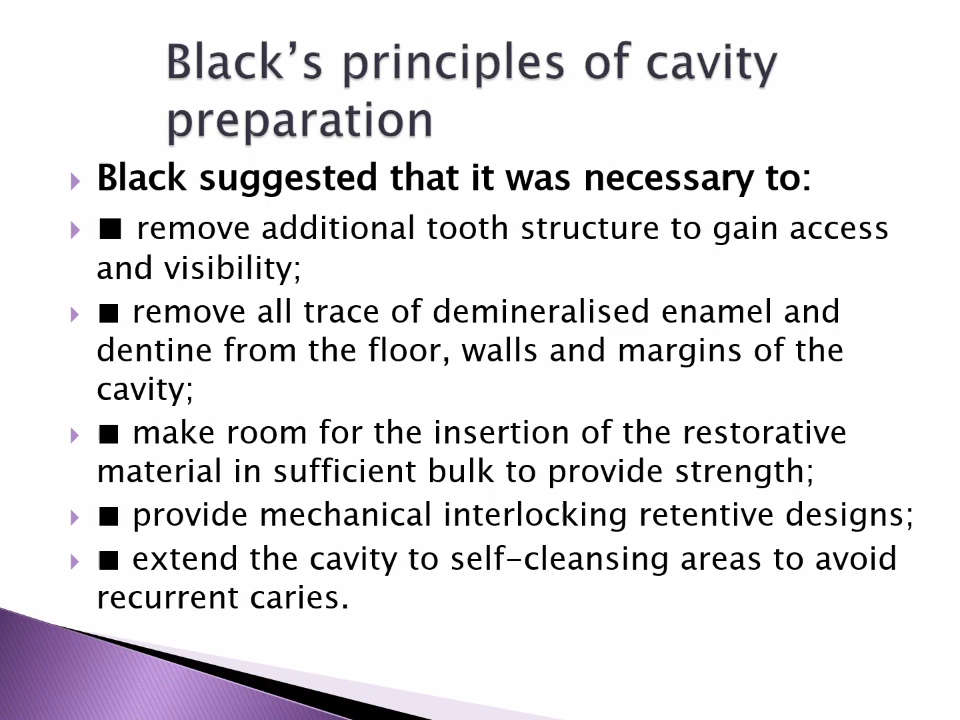 Black’s principles of cavity
preparation
Black suggested that it was necessary to:
■ remove additional tooth structure to gain access
and visibility;
■ remove all trace of demineralised enamel and
dentine from the floor, walls and margins of the
cavity;
■ make room for the insertion of the restorative
material in sufficient bulk to provide strength;
■ provide mechanical interlocking retentive designs;
■ extend the cavity to self-cleansing areas to avoid
recurrent caries.